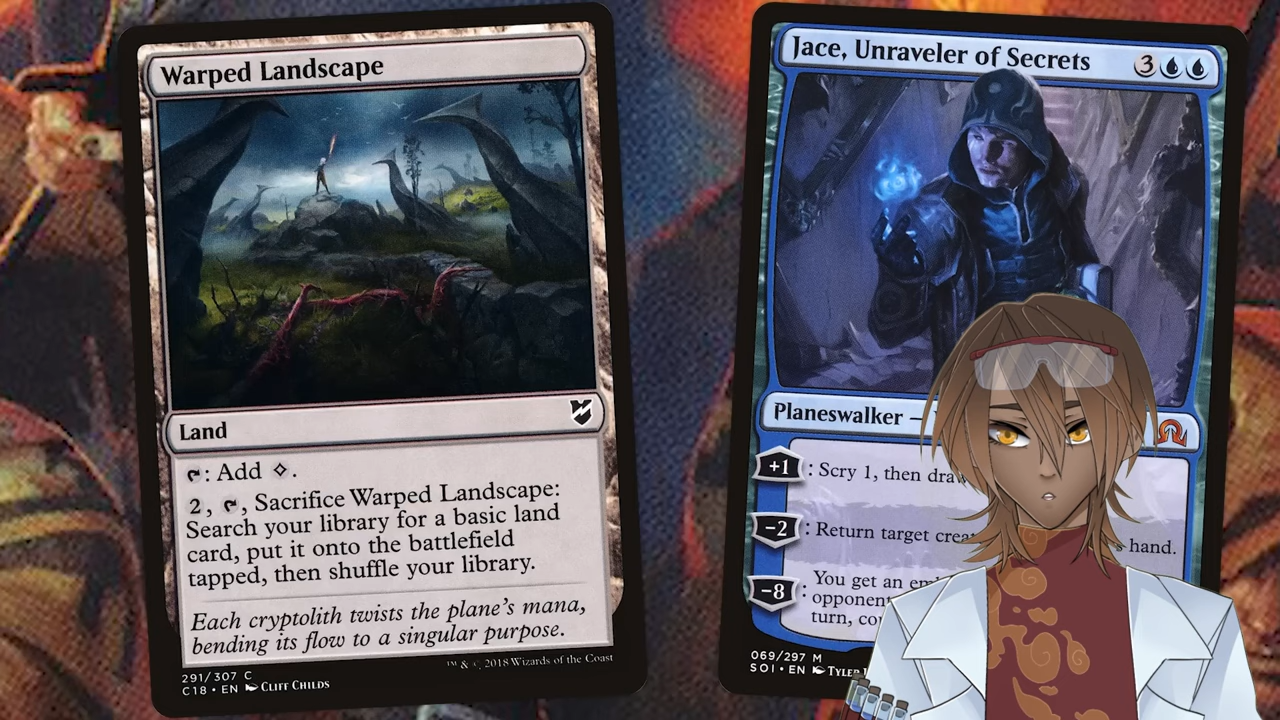 Warped Landscape
Land
: Add .
2, , Sacrifice Warped Landscape:
Search your library for a basic land
card, put it onto the battlefield
tapped, then shuffle your library.
Each cryptolith twists the plane's mana,
bending its flow to a singular purpose.
™ & © 2018 Wizards of the Coast
291/307 C
C18 • EN Cliff Childs
Jace, Unraveler of Secrets 3
Planeswalker —
+1 : Scry 1, then draw
−2 : Return target hand.
−8 : You get an
opponent
turn,
069/297 M
SOI • EN Tyler